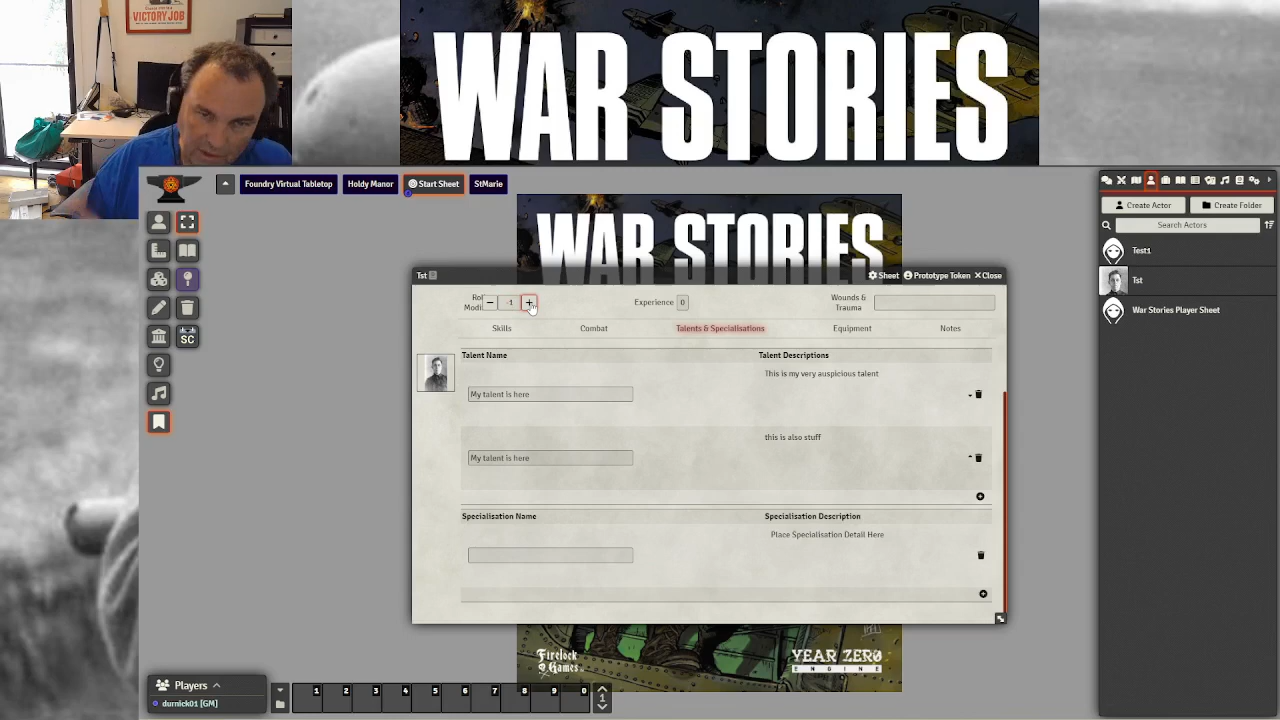 VICTORY JOB
WAR STORIES
Foundry Virtual Tabletop
Holdy Manor
Start Sheet
StMarie
WAR STORIES
Tst
Sheet
Prototype Token
Close
-1
Experience
0
Wounds &
Trauma
Skills
Combat
Talents & Specialisations
Equipment
Notes
Talent Name
Talent Descriptions
This is my very auspicious talent
My talent is here
this is also stuff
My talent is here
Specialisation Name
Specialisation Description
Place Specialisation Detail Here
SC
Create Actor
Create Folder
Search Actors
Test1
Tst
War Stories Player Sheet
Firelock
Games
YEAR ZERO
ENGINE
Players
durnick01 [GM]
1 2 3 4 5 6 7 8 9 0
1